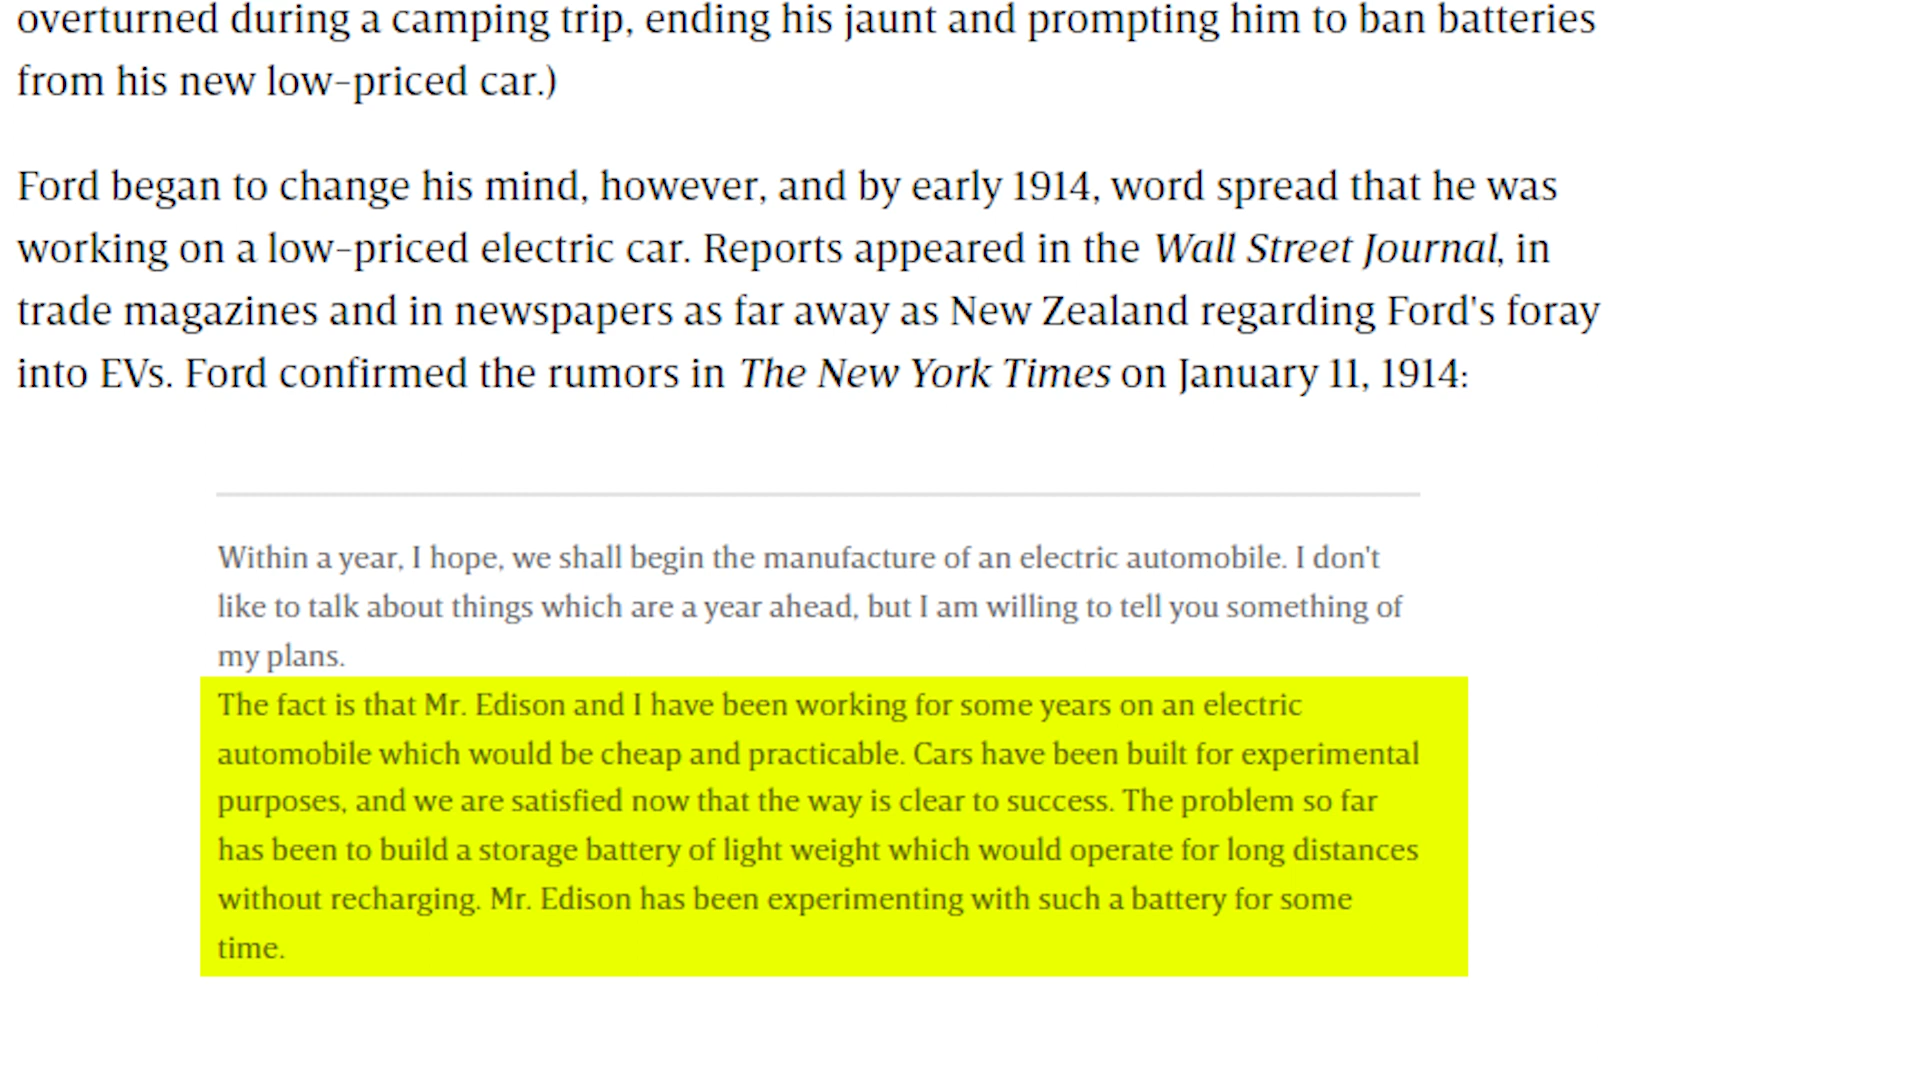 overturned during a camping trip, ending his jaunt and prompting him to ban batteries
from his new low-priced car.)
Ford began to change his mind, however, and by early 1914, word spread that he was
working on a low-priced electric car. Reports appeared in the Wall Street Journal, in
trade magazines and in newspapers as far away as New Zealand regarding Ford's foray
into EVs. Ford confirmed the rumors in The New York Times on January 11, 1914:
Within a year, I hope, we shall begin the manufacture of an electric automobile. I don't
like to talk about things which are a year ahead, but I am willing to tell you something of
my plans.
The fact is that Mr. Edison and I have been working for some years on an electric
automobile which would be cheap and practicable. Cars have been built for experimental
purposes, and we are satisfied now that the way is clear to success. The problem so far
has been to build a storage battery of light weight which would operate for long distances
without recharging. Mr. Edison has been experimenting with such a battery for some
time.